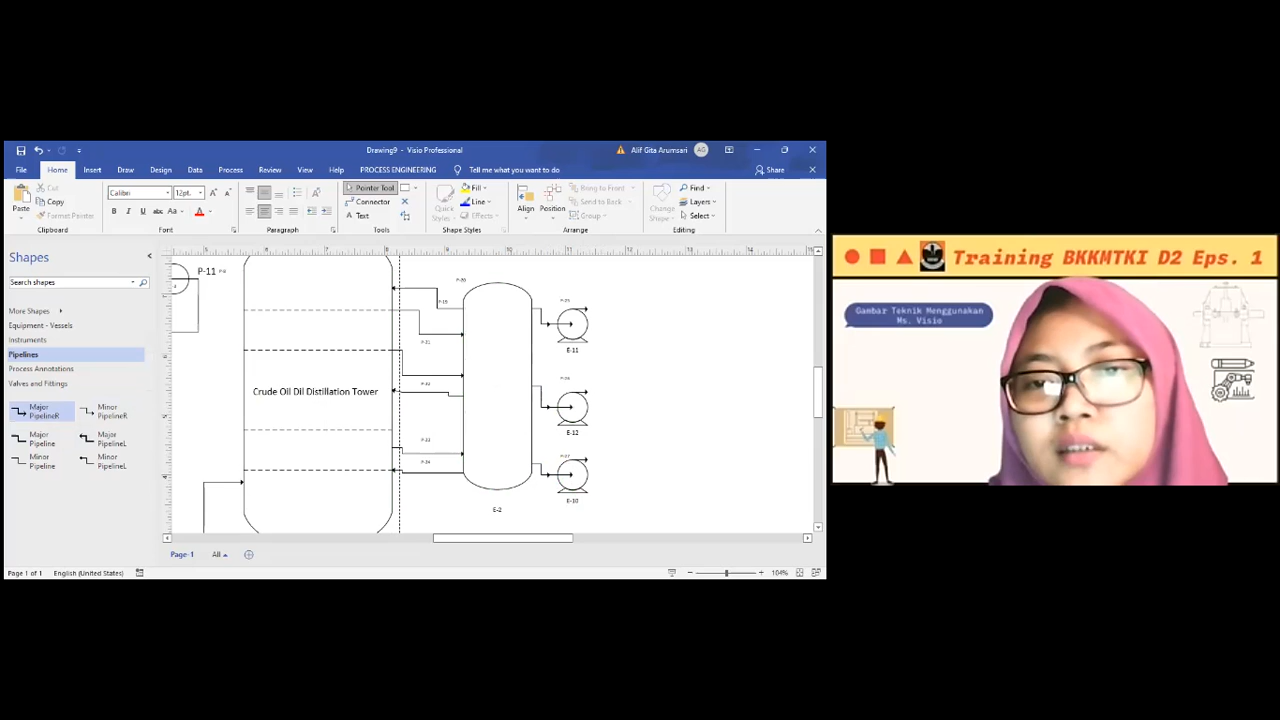 Drawing9 - Visio Professional
Alif Gita Arumsari
AG
File
Home
Insert
Draw
Design
Data
Process
Review
View
Help
PROCESS ENGINEERING
Tell me what you want to do
Share
Paste
Cut
Copy
Format Painter
Clipboard
Calibri
12pt.
Font
Paragraph
Pointer Tool
Connector
Text
Tools
Quick Styles
Fill
Line
Effects
Shape Styles
Align
Position
Bring to Front
Send to Back
Group
Arrange
Change Shape
Find
Layers
Select
Editing
Shapes
Search shapes
More Shapes
Equipment - Vessels
Instruments
Pipelines
Process Annotations
Valves and Fittings
Major PipelineR
Minor PipelineR
Major Pipeline
Major PipelineL
Minor Pipeline
Minor PipelineL
P-11
Crude Oil Dil Distillation Tower
E-11
E-12
E-10
E-2
Page-1
All
Page 1 of 1
English (United States)
104%
Training BKKMTKI D2 Eps. 1
Gambar Teknik Menggunakan
Ms. Visio